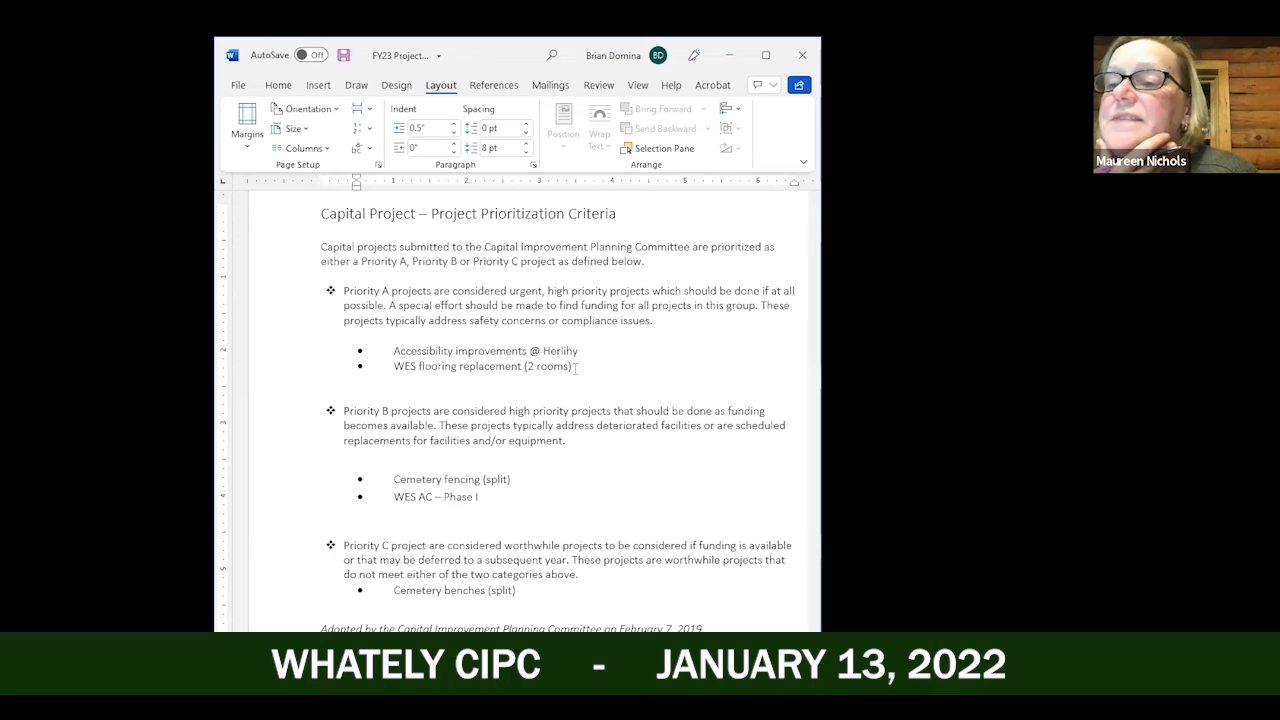 AutoSave Off FY23 Project... Brian Domina BD
File Home Insert Draw Design Layout References Mailings Review View Help Acrobat
Margins
Orientation
Size
Columns
Page Setup
Indent Spacing
0.5" 0 pt
0" 8 pt
Paragraph
Position
Wrap
Text
Bring Forward
Send Backward
Selection Pane
Arrange
1 2 3 4 5 6
Capital Project – Project Prioritization Criteria
Capital projects submitted to the Capital Improvement Planning Committee are prioritized as
either a Priority A, Priority B or Priority C project as defined below.
❖ Priority A projects are considered urgent, high priority projects which should be done if at all
possible. A special effort should be made to find funding for all projects in this group. These
projects typically address safety concerns or compliance issues.
• Accessibility improvements @ Herlihy
• WES flooring replacement (2 rooms)
❖ Priority B projects are considered high priority projects that should be done as funding
becomes available. These projects typically address deteriorated facilities or are scheduled
replacements for facilities and/or equipment.
• Cemetery fencing (split)
• WES AC – Phase I
❖ Priority C project are considered worthwhile projects to be considered if funding is available
or that may be deferred to a subsequent year. These projects are worthwhile projects that
do not meet either of the two categories above.
• Cemetery benches (split)
Adopted by the Capital Improvement Planning Committee on February 7, 2019
Maureen Nichols
WHATELY CIPC - JANUARY 13, 2022